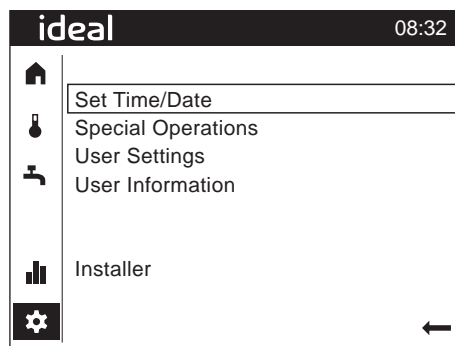 ideal 08:32
Set Time/Date
Special Operations
User Settings
User Information
Installer